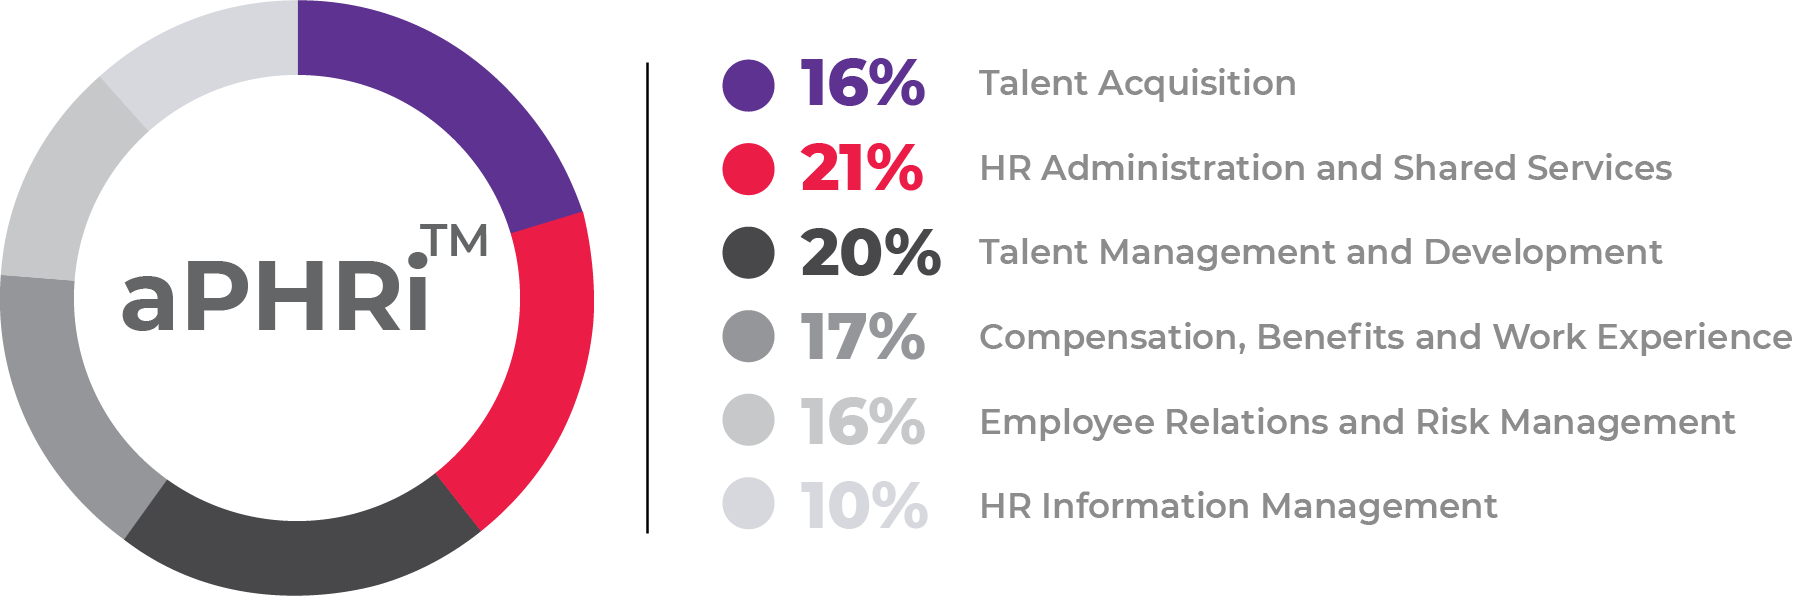 aPHRi™
16% Talent Acquisition
21% HR Administration and Shared Services
20% Talent Management and Development
17% Compensation, Benefits and Work Experience
16% Employee Relations and Risk Management
10% HR Information Management